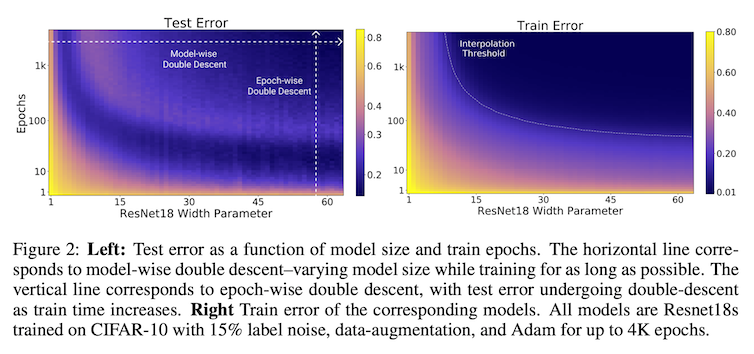 Test Error
Train Error
Model-wise
Double Descent
Epoch-wise
Double Descent
Interpolation
Threshold
Epochs
1k
100
10
1
1
15
30
45
60
ResNet18 Width Parameter
0.8
0.6
0.4
0.3
0.2
1k
100
10
1
1
15
30
45
60
ResNet18 Width Parameter
0.80
0.60
0.40
0.20
0.01
Figure 2: Left: Test error as a function of model size and train epochs. The horizontal line corre-
sponds to model-wise double descent–varying model size while training for as long as possible. The
vertical line corresponds to epoch-wise double descent, with test error undergoing double-descent
as train time increases. Right Train error of the corresponding models. All models are Resnet18s
trained on CIFAR-10 with 15% label noise, data-augmentation, and Adam for up to 4K epochs.